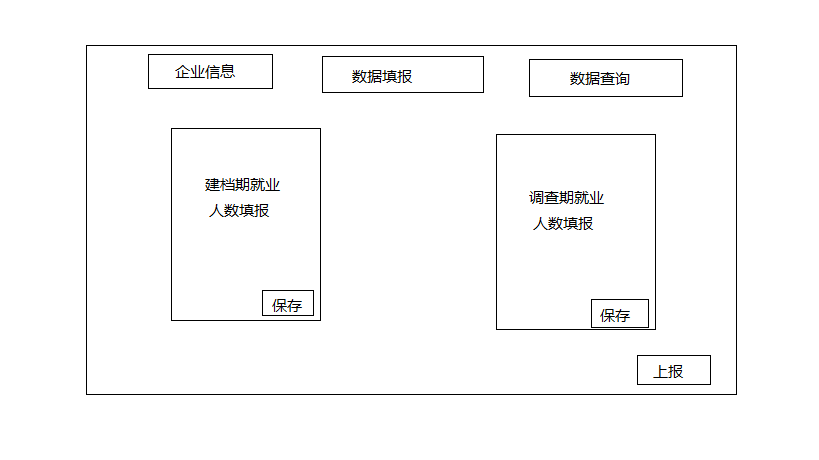 企业信息
数据填报
数据查询
建档期就业
人数填报
保存
调查期就业
人数填报
保存
上报